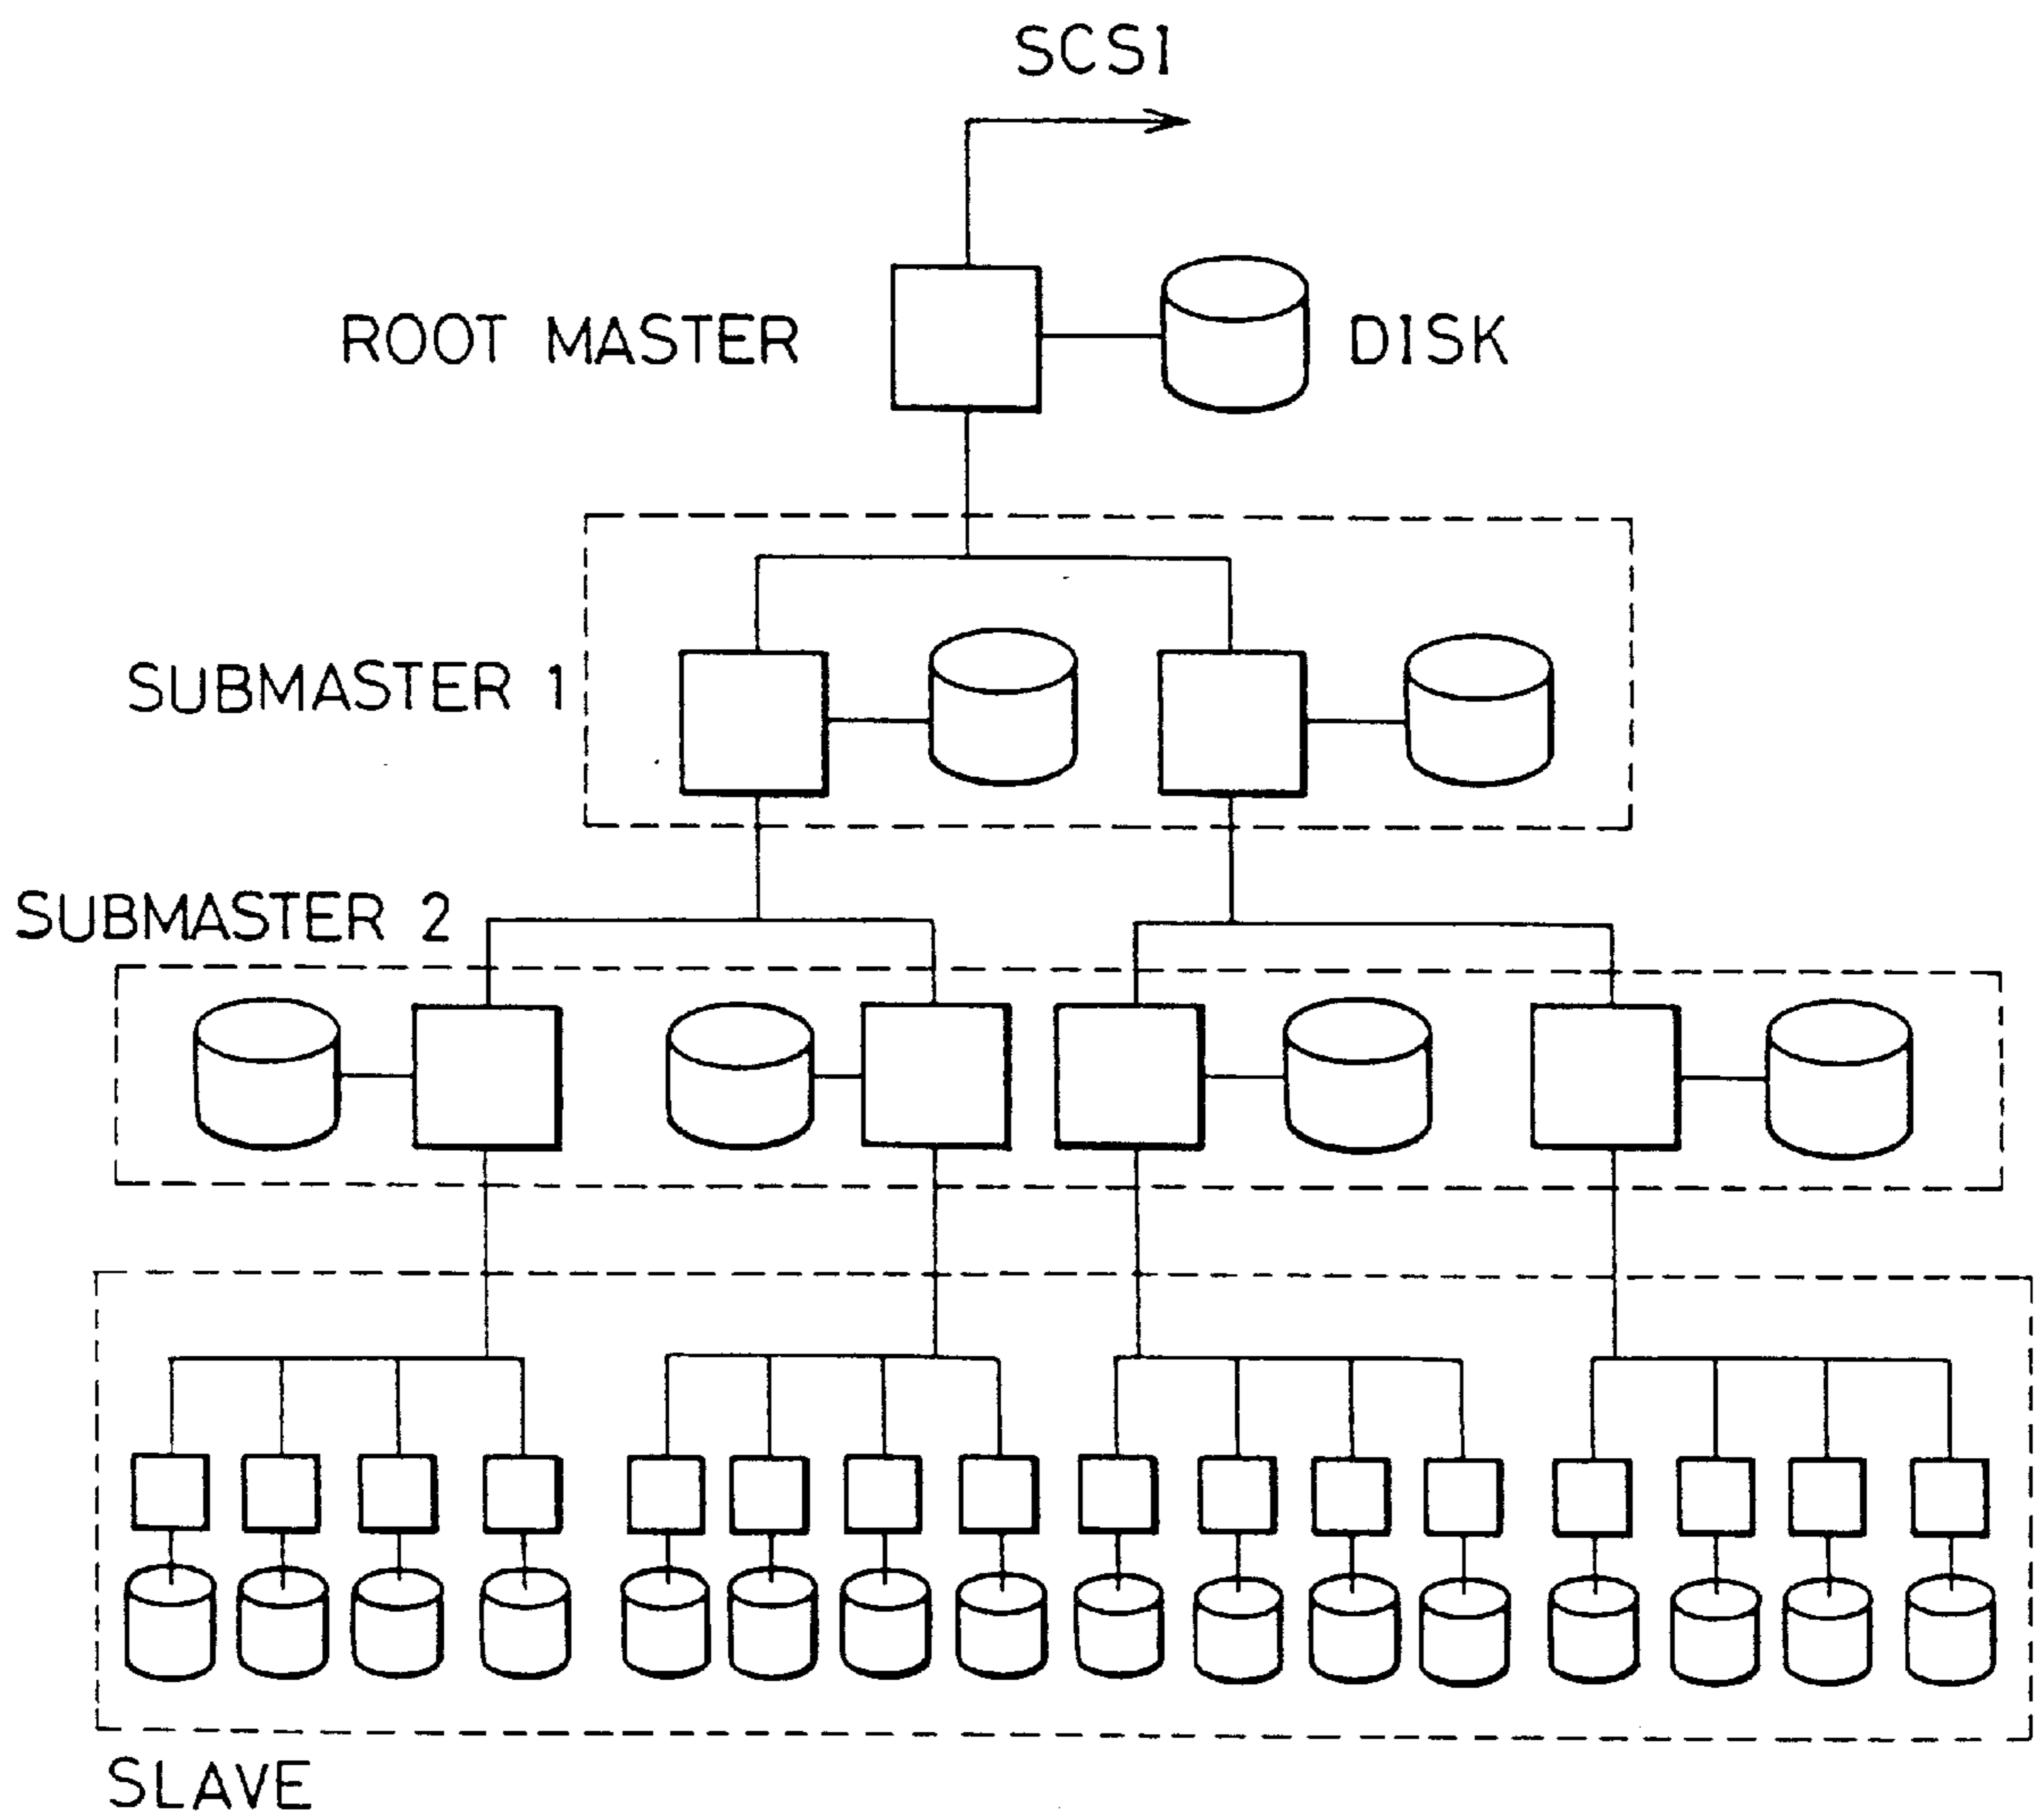 SCSI
ROOT MASTER
DISK
SUBMASTER 1
SUBMASTER 2
SLAVE